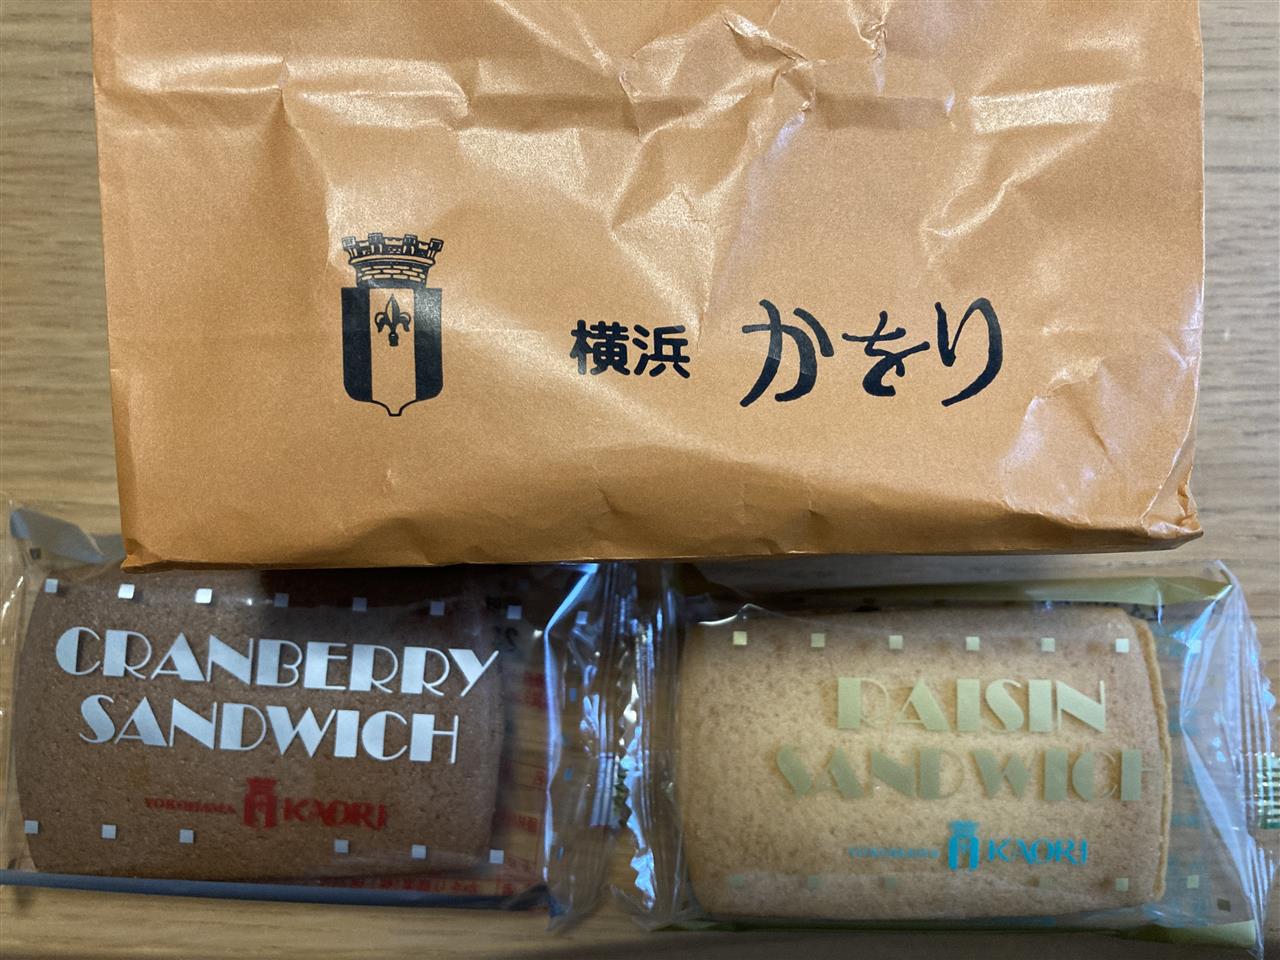 横浜 かをり
CRANBERRY
SANDWICH
YOKOHAMA KAORI
RAISIN
SANDWICH
YOKOHAMA KAORI